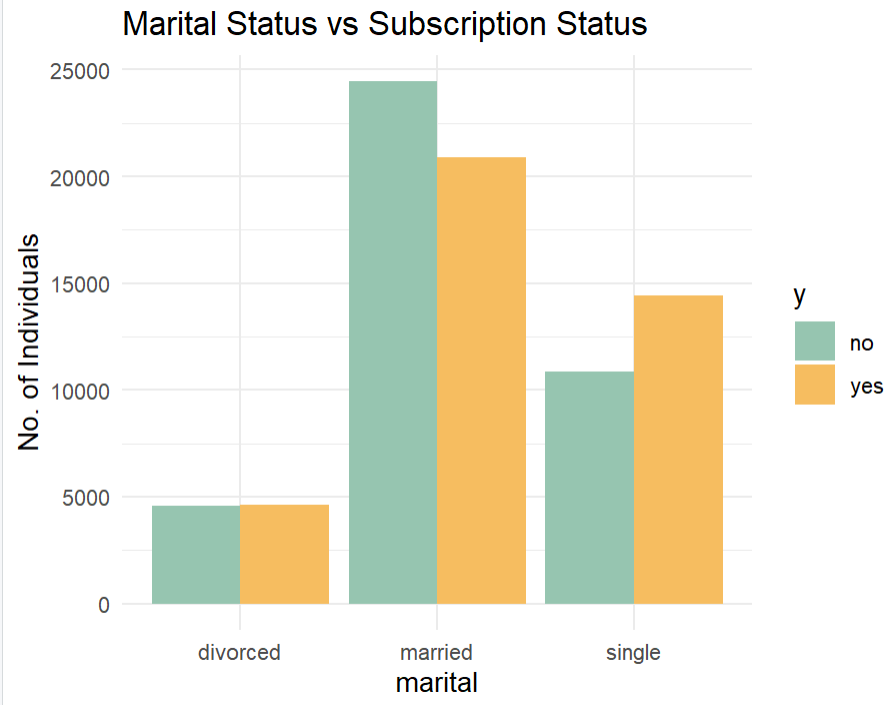 Marital Status vs Subscription Status
25000
20000
15000
10000
5000
0
No. of Individuals
divorced married single
marital
y
no
yes